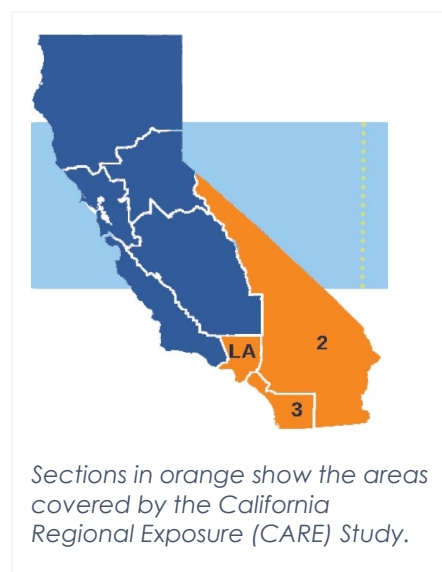 LA
2
3
Sections in orange show the areas
covered by the California
Regional Exposure (CARE) Study.